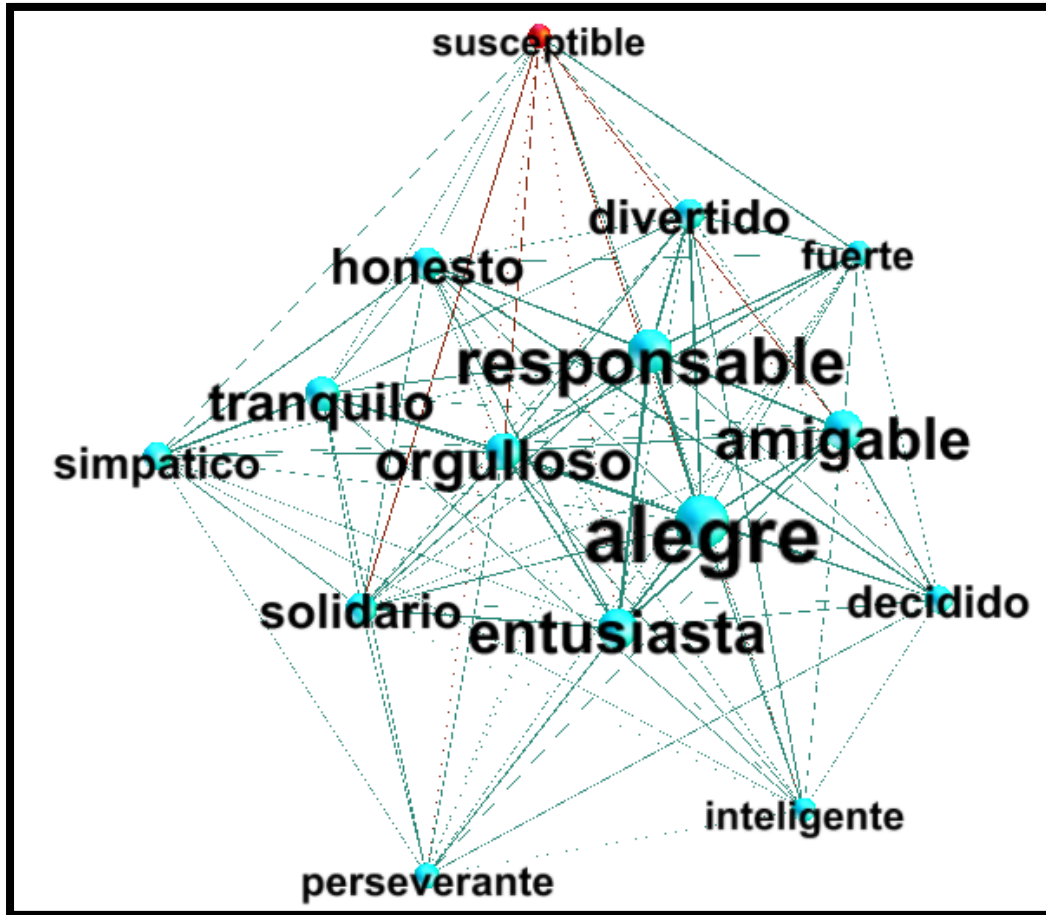 susceptible
divertido
fuerte
honesto
responsable
tranquilo
amigable
simpatico
orgulloso
alegre
decidido
solidario
entusiasta
inteligente
perseverante